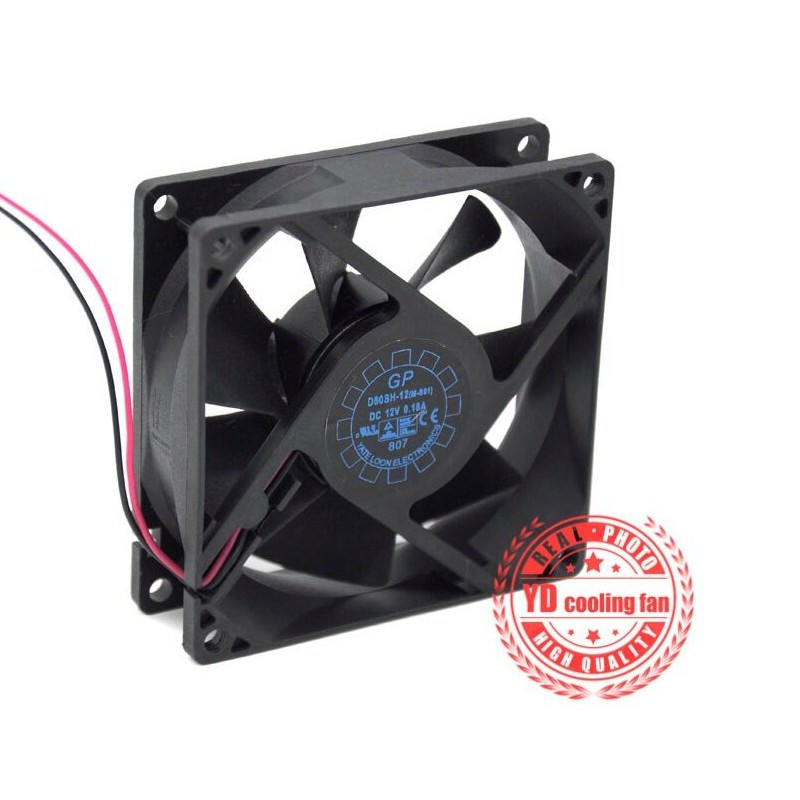 GP
D80SH-12(M-801)
DC 12V 0.18A
CE
807
YATE LOON ELECTRONICS
REAL · PHOTO
YD cooling fan
HIGH QUALITY